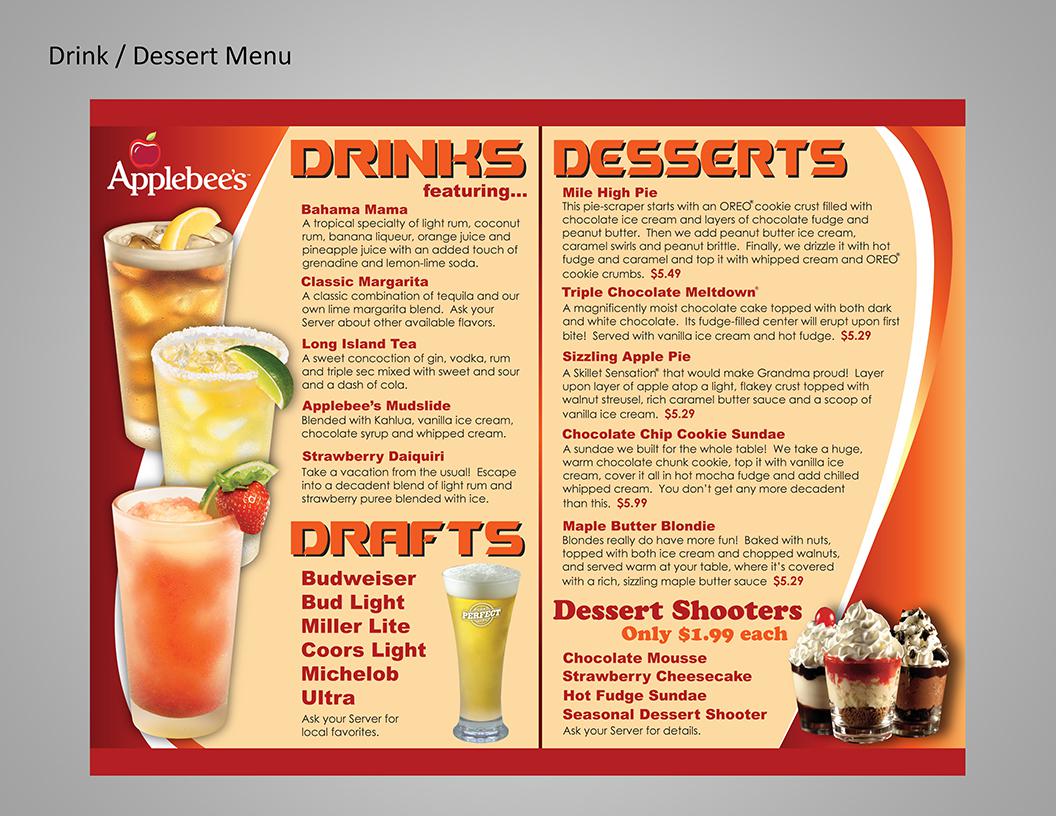 Drink / Dessert Menu
Applebee's
DRINKS
featuring...
Bahama Mama
A tropical specialty of light rum, coconut
rum, banana liqueur, orange juice and
pineapple juice with an added touch of
grenadine and lemon-lime soda.
Classic Margarita
A classic combination of tequila and our
own lime margarita blend. Ask your
Server about other available flavors.
Long Island Tea
A sweet concoction of gin, vodka, rum
and triple sec mixed with sweet and sour
and a dash of cola.
Applebee's Mudslide
Blended with Kahlua, vanilla ice cream,
chocolate syrup and whipped cream.
Strawberry Daiquiri
Take a vacation from the usual! Escape
into a decadent blend of light rum and
strawberry puree blended with ice.
DRAFTS
Budweiser
Bud Light
Miller Lite
Coors Light
Michelob
Ultra
Ask your Server for
local favorites.
PERFECT
DESSERTS
Mile High Pie
This pie-scraper starts with an OREO® cookie crust filled with
chocolate ice cream and layers of chocolate fudge and
peanut butter. Then we add peanut butter ice cream,
caramel swirls and peanut brittle. Finally, we drizzle it with hot
fudge and caramel and top it with whipped cream and OREO®
cookie crumbs. $5.49
Triple Chocolate Meltdown®
A magnificently moist chocolate cake topped with both dark
and white chocolate. Its fudge-filled center will erupt upon first
bite! Served with vanilla ice cream and hot fudge. $5.29
Sizzling Apple Pie
A Skillet Sensation® that would make Grandma proud! Layer
upon layer of apple atop a light, flakey crust topped with
walnut streusel, rich caramel butter sauce and a scoop of
vanilla ice cream. $5.29
Chocolate Chip Cookie Sundae
A sundae we built for the whole table! We take a huge,
warm chocolate chunk cookie, top it with vanilla ice
cream, cover it all in hot mocha fudge and add chilled
whipped cream. You don't get any more decadent
than this. $5.99
Maple Butter Blondie
Blondes really do have more fun! Baked with nuts,
topped with both ice cream and chopped walnuts,
and served warm at your table, where it's covered
with a rich, sizzling maple butter sauce $5.29
Dessert Shooters
Only $1.99 each
Chocolate Mousse
Strawberry Cheesecake
Hot Fudge Sundae
Seasonal Dessert Shooter
Ask your Server for details.